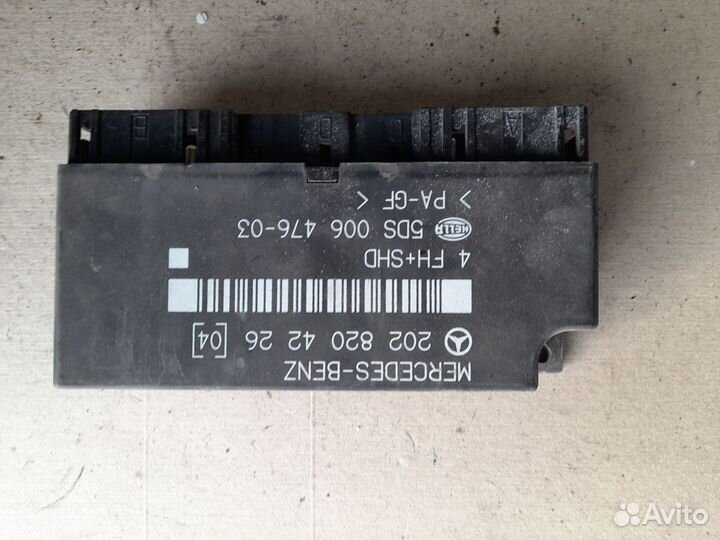 MERCEDES-BENZ
202 820 42 26 [04]
4 FH+SHD
HELLA 5DS 006 476-03
> PA-GF <
A C D B
Avito